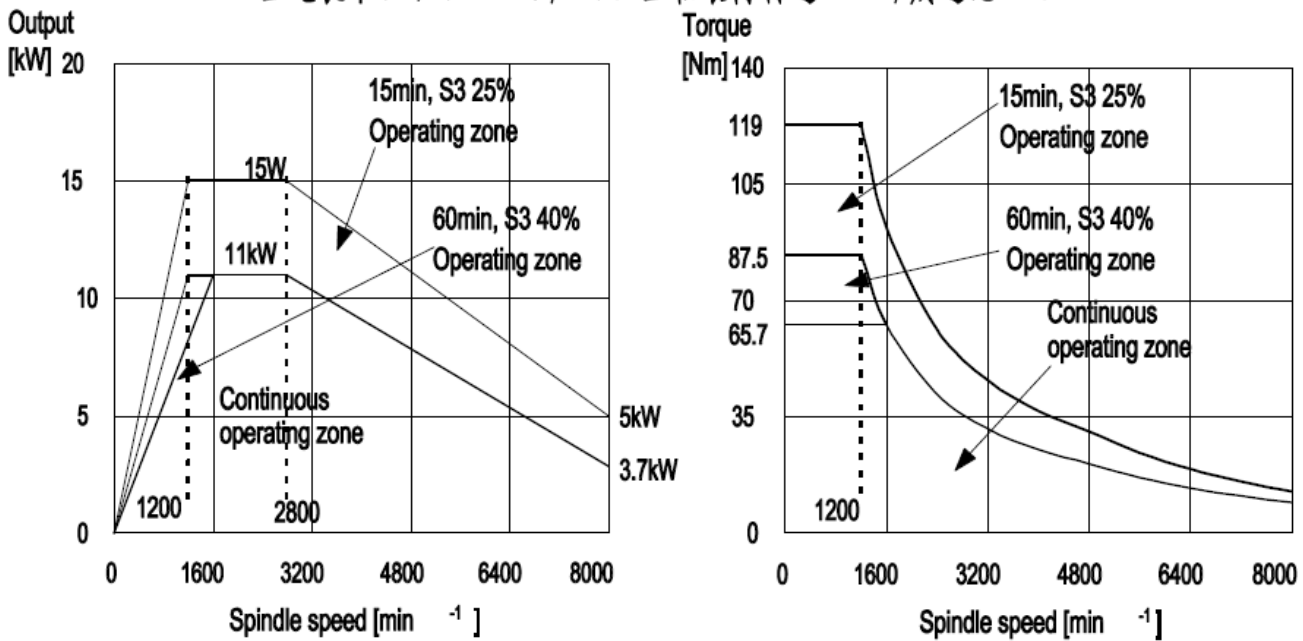 Output
[kW]
20
15
10
5
0
15min, S3 25%
Operating zone
15W
60min, S3 40%
Operating zone
11kW
Continuous
operating zone
5kW
3.7kW
1200
2800
0 1600 3200 4800 6400 8000
Spindle speed [min -1 ]
Torque
[Nm]
140
119
105
87.5
70
65.7
35
0
15min, S3 25%
Operating zone
60min, S3 40%
Operating zone
Continuous
operating zone
1200
0 1600 3200 4800 6400 8000
Spindle speed [min -1 ]